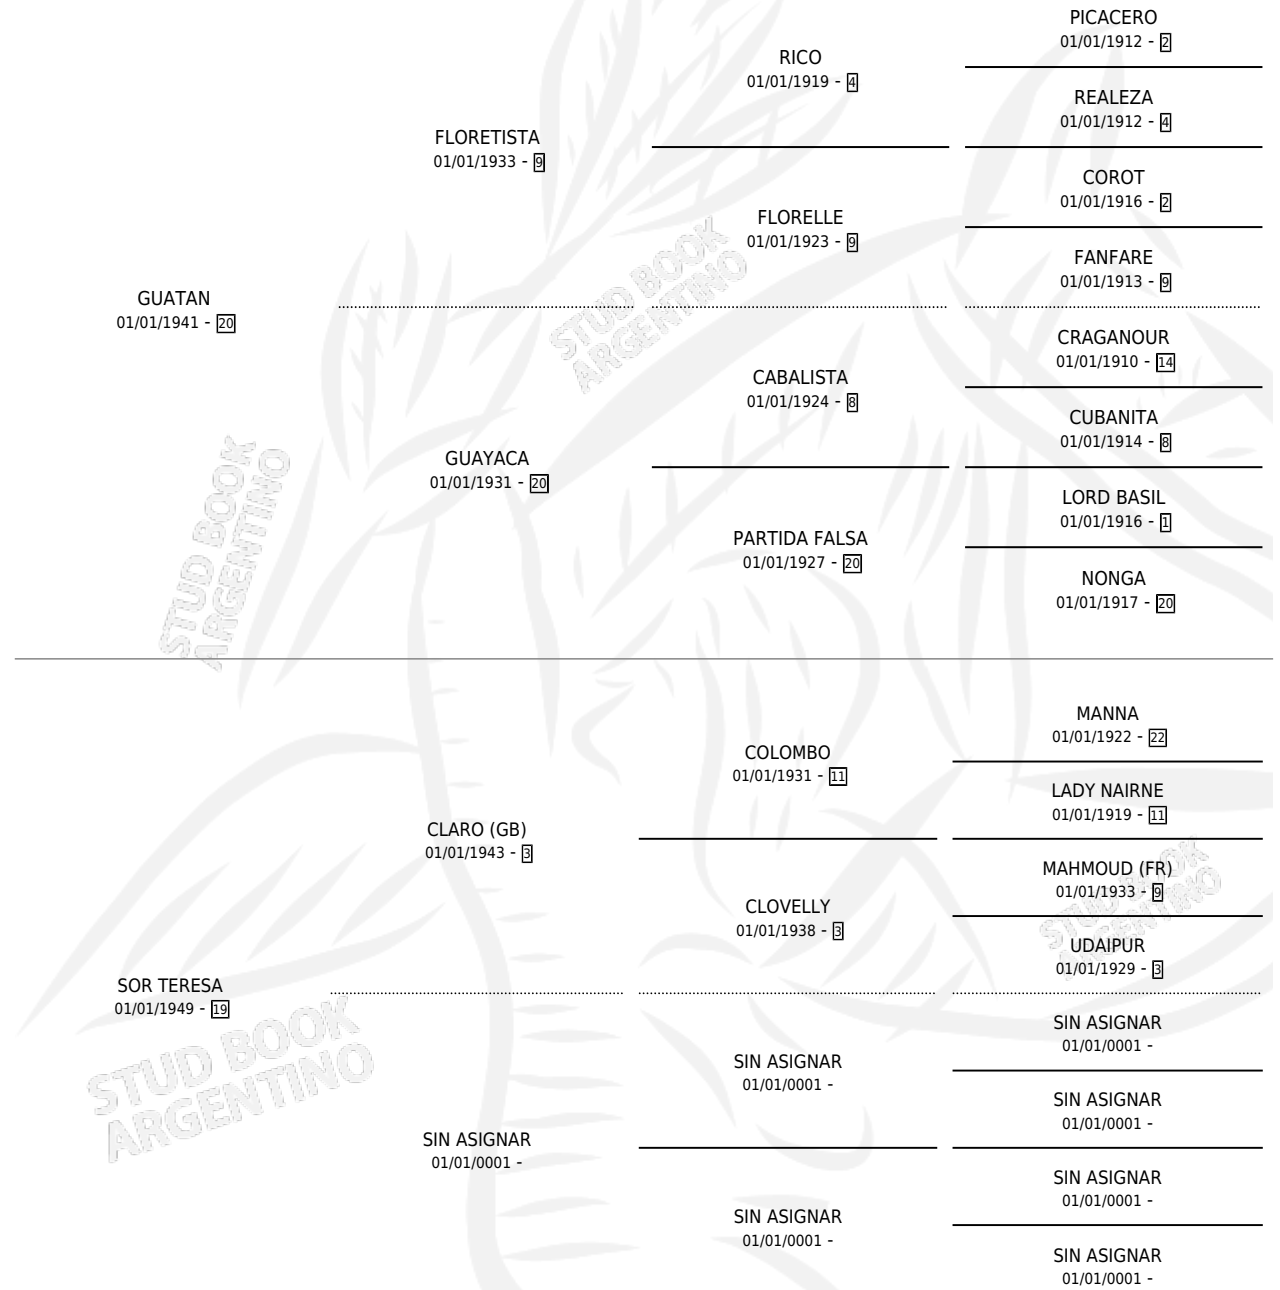 PICACERO
01/01/1912 - 2
RICO
01/01/1919 - 4
REALEZA
01/01/1912 - 4
FLORETISTA
01/01/1933 - 9
COROT
01/01/1916 - 2
FLORELLE
01/01/1923 - 9
FANFARE
01/01/1913 - 9
GUATAN
01/01/1941 - 20
CRAGANOUR
01/01/1910 - 14
CABALISTA
01/01/1924 - 8
CUBANITA
01/01/1914 - 8
GUAYACA
01/01/1931 - 20
LORD BASIL
01/01/1916 - 1
PARTIDA FALSA
01/01/1927 - 20
NONGA
01/01/1917 - 20
STUD BOOK
ARGENTINO
STUD BOOK
ARGENTINO
MANNA
01/01/1922 - 22
COLOMBO
01/01/1931 - 11
LADY NAIRNE
01/01/1919 - 11
CLARO (GB)
01/01/1943 - 3
MAHMOUD (FR)
01/01/1933 - 9
CLOVELLY
01/01/1938 - 3
UDAIPUR
01/01/1929 - 3
SOR TERESA
01/01/1949 - 19
SIN ASIGNAR
01/01/0001 -
SIN ASIGNAR
01/01/0001 -
SIN ASIGNAR
01/01/0001 -
SIN ASIGNAR
01/01/0001 -
SIN ASIGNAR
01/01/0001 -
SIN ASIGNAR
01/01/0001 -
SIN ASIGNAR
01/01/0001 -
STUD BOOK
ARGENTINO
STUD BOOK
ARGENTINO